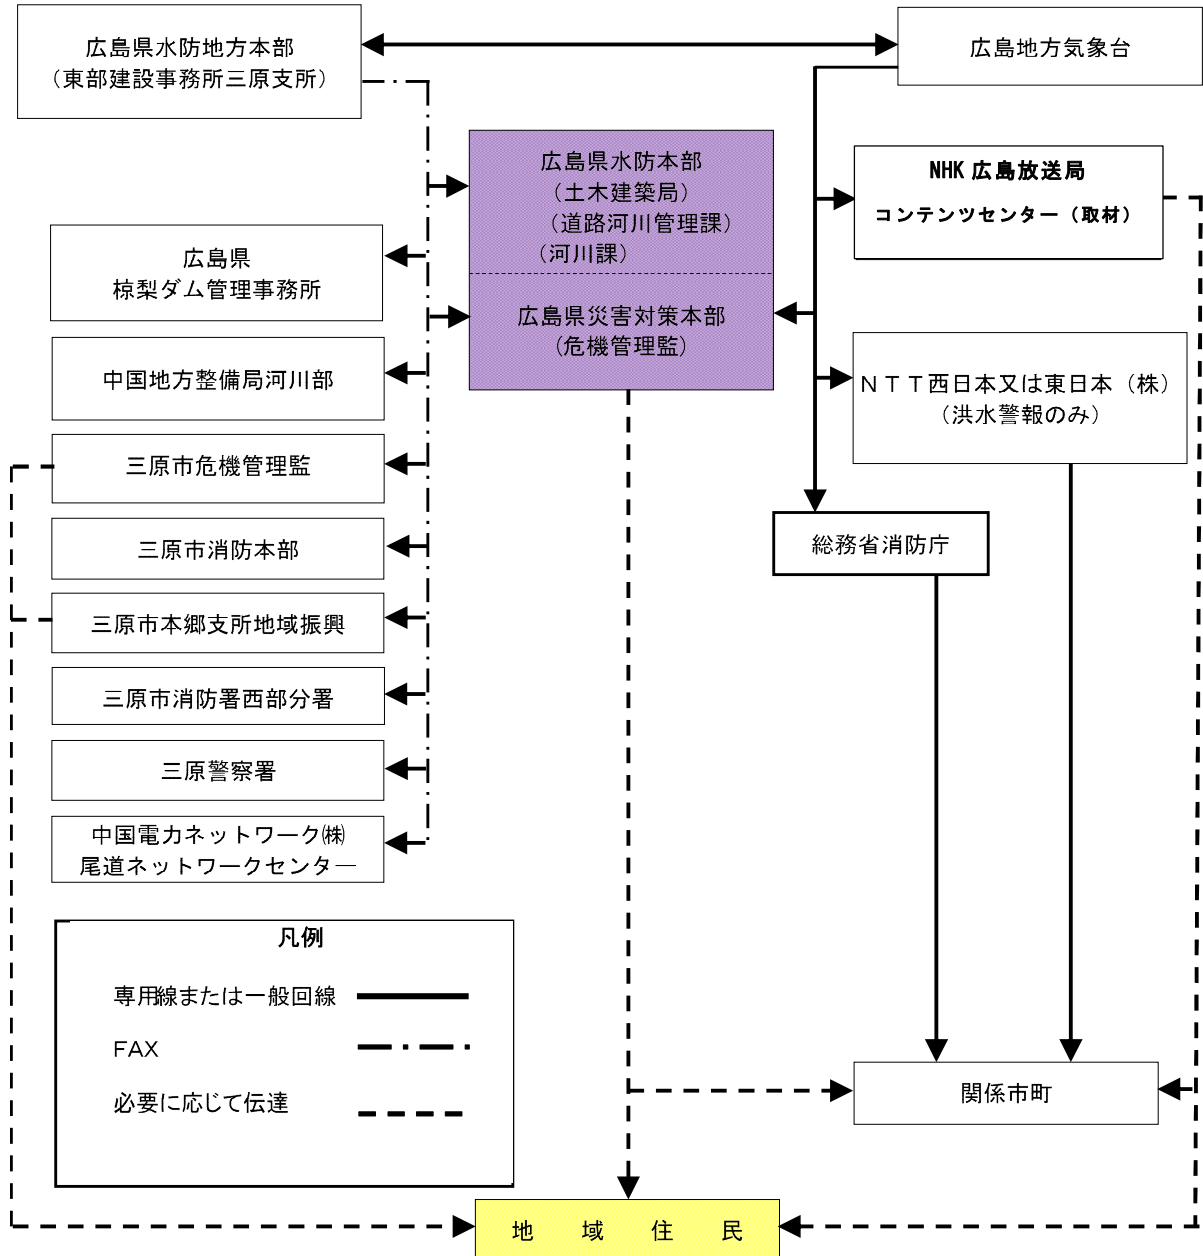 広島県水防地方本部
（東部建設事務所三原支所）
広島地方気象台
広島県水防本部
（土木建築局）
（道路河川管理課）
（河川課）
広島県災害対策本部
（危機管理監）
NHK 広島放送局
コンテンツセンター（取材）
広島県
椋梨ダム管理事務所
中国地方整備局河川部
ＮＴＴ西日本又は東日本（株）
（洪水警報のみ）
三原市危機管理監
三原市消防本部
総務省消防庁
三原市本郷支所地域振興
三原市消防署西部分署
三原警察署
中国電力ネットワーク㈱
尾道ネットワークセンター
凡例
専用線または一般回線
FAX
必要に応じて伝達
関係市町
地　域　住　民